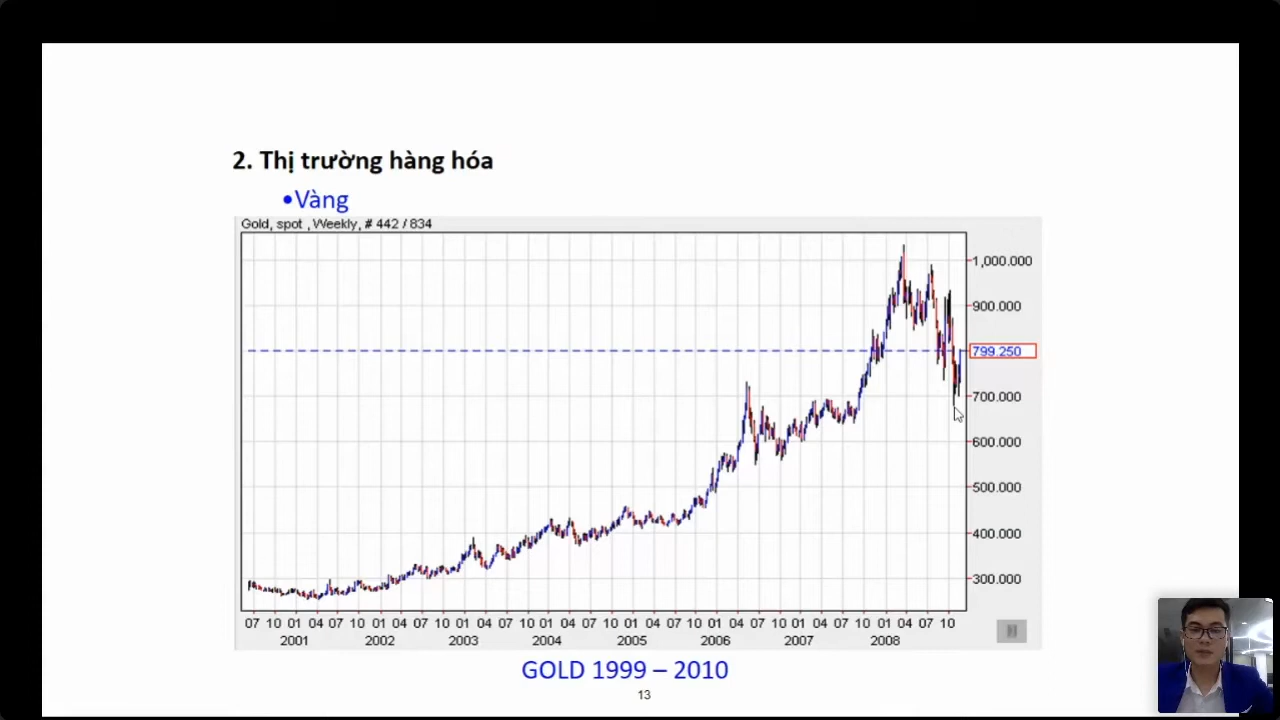 2. Thị trường hàng hóa
•Vàng
Gold, spot , Weekly, # 442 / 834
1,000.000
900.000
799.250
700.000
600.000
500.000
400.000
300.000
07 10 01 04 07 10 01 04 07 10 01 04 07 10 01 04 07 10 01 04 07 10 01 04 07 10 01 04 07 10 01 04 07 10
2001 2002 2003 2004 2005 2006 2007 2008
GOLD 1999 – 2010
13